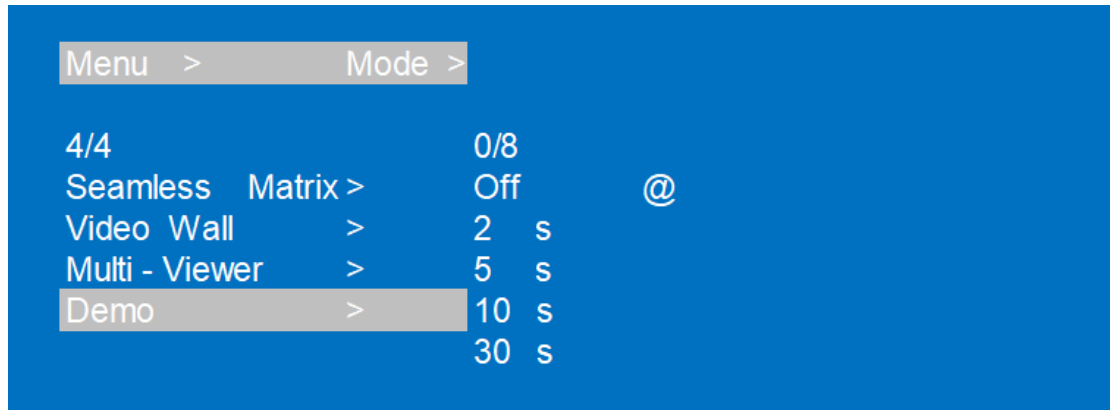 Menu > Mode >
4/4 0/8
Seamless Matrix > Off @
Video Wall > 2 s
Multi - Viewer > 5 s
Demo > 10 s
30 s